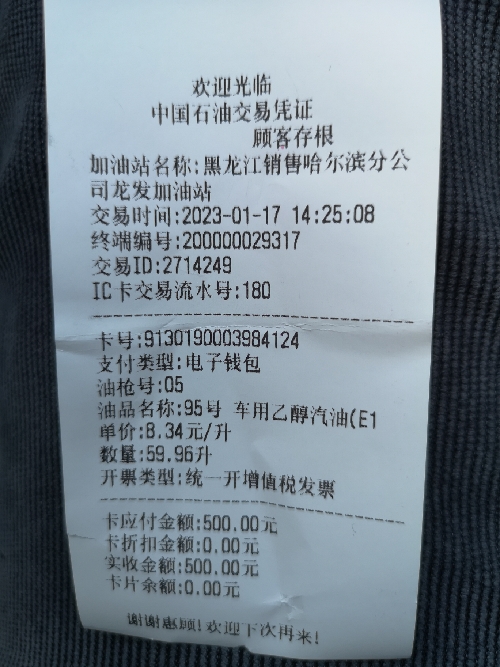 欢迎光临
中国石油交易凭证
顾客存根
加油站名称:黑龙江销售哈尔滨分公
司龙发加油站
交易时间:2023-01-17 14:25:08
终端编号:200000029317
交易ID:2714249
IC卡交易流水号:180
卡号:9130190003984124
支付类型:电子钱包
油枪号:05
油品名称:95号 车用乙醇汽油(E1
单价:8.34元/升
数量:59.96升
开票类型:统一开增值税发票
卡应付金额:500.00元
卡折扣金额:0.00元
实收金额:500.00元
卡片余额:0.00元
谢谢惠顾!欢迎下次再来!